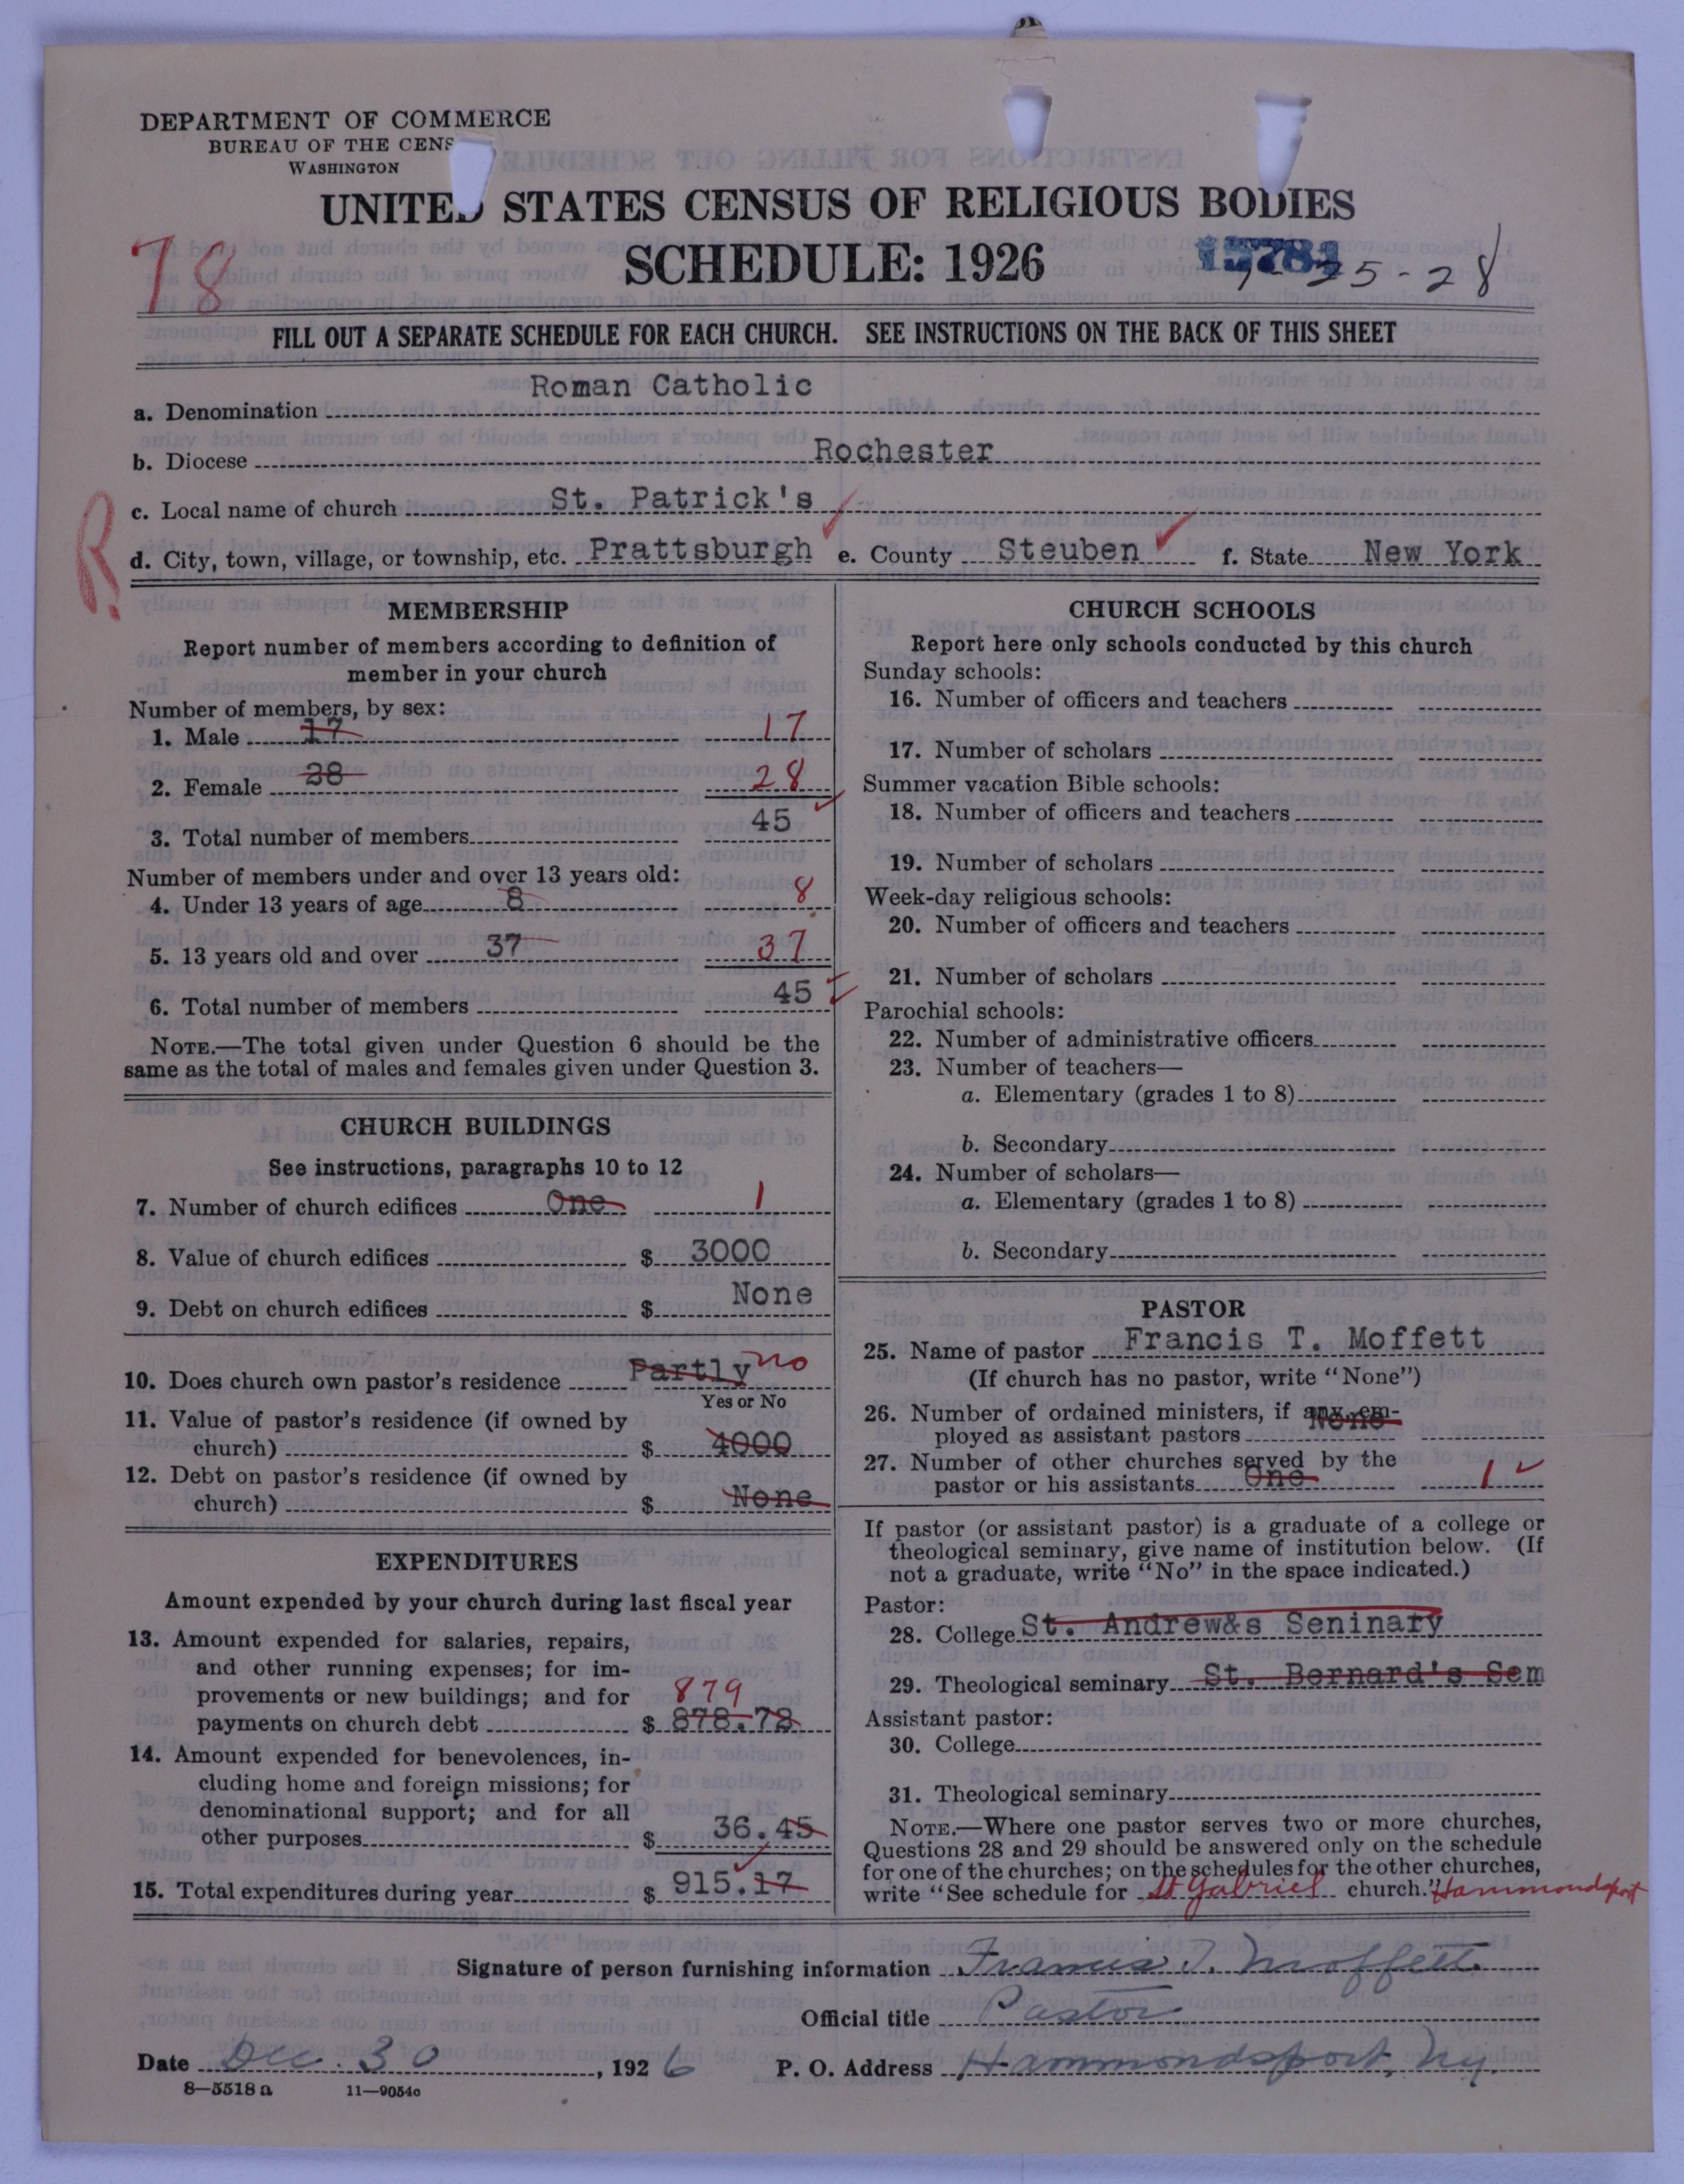 DEPARTMENT OF COMMERCE
BUREAU OF THE CENS
WASHINGTON
UNITED STATES CENSUS OF RELIGIOUS BODIES
78
SCHEDULE: 1926
25-28
FILL OUT A SEPARATE SCHEDULE FOR EACH CHURCH. SEE INSTRUCTIONS ON THE BACK OF THIS SHEET
a. Denomination Roman Catholic
b. Diocese Rochester
R
c. Local name of church St. Patrick's
d. City, town, village, or township, etc. Prattsburgh e. County Steuben f. State New York
MEMBERSHIP
Report number of members according to definition of
member in your church
Number of members, by sex:
1. Male 17 17
2. Female 28 28
3. Total number of members 45
Number of members under and over 13 years old:
4. Under 13 years of age 8 8
5. 13 years old and over 37 37
6. Total number of members 45
NOTE.—The total given under Question 6 should be the
same as the total of males and females given under Question 3.
CHURCH BUILDINGS
See instructions, paragraphs 10 to 12
7. Number of church edifices One 1
8. Value of church edifices $ 3000
9. Debt on church edifices $ None
10. Does church own pastor's residence Partly no
Yes or No
11. Value of pastor's residence (if owned by
church) $ 4000
12. Debt on pastor's residence (if owned by
church) $ None
EXPENDITURES
Amount expended by your church during last fiscal year
13. Amount expended for salaries, repairs,
and other running expenses; for im-
provements or new buildings; and for 879
payments on church debt $ 878.72
14. Amount expended for benevolences, in-
cluding home and foreign missions; for
denominational support; and for all
other purposes $ 36.45
15. Total expenditures during year $ 915.17
CHURCH SCHOOLS
Report here only schools conducted by this church
Sunday schools:
16. Number of officers and teachers
17. Number of scholars
Summer vacation Bible schools:
18. Number of officers and teachers
19. Number of scholars
Week-day religious schools:
20. Number of officers and teachers
21. Number of scholars
Parochial schools:
22. Number of administrative officers
23. Number of teachers—
a. Elementary (grades 1 to 8)
b. Secondary
24. Number of scholars—
a. Elementary (grades 1 to 8)
b. Secondary
PASTOR
25. Name of pastor Francis T. Moffett
(If church has no pastor, write "None")
26. Number of ordained ministers, if any, em-
ployed as assistant pastors None
27. Number of other churches served by the
pastor or his assistants One 1
If pastor (or assistant pastor) is a graduate of a college or
theological seminary, give name of institution below. (If
not a graduate, write "No" in the space indicated.)
Pastor:
28. College St. Andrew&s Seninary
29. Theological seminary St. Bernard's Sem
Assistant pastor:
30. College
31. Theological seminary
NOTE.—Where one pastor serves two or more churches,
Questions 28 and 29 should be answered only on the schedule
for one of the churches; on the schedules for the other churches,
write "See schedule for St Gabriel church." Hammondsport
Signature of person furnishing information Francis T. Moffett
Official title Pastor
Date Dec. 30, 1926 P. O. Address Hammondsport, N.Y.
8—5518 a 11—9054c